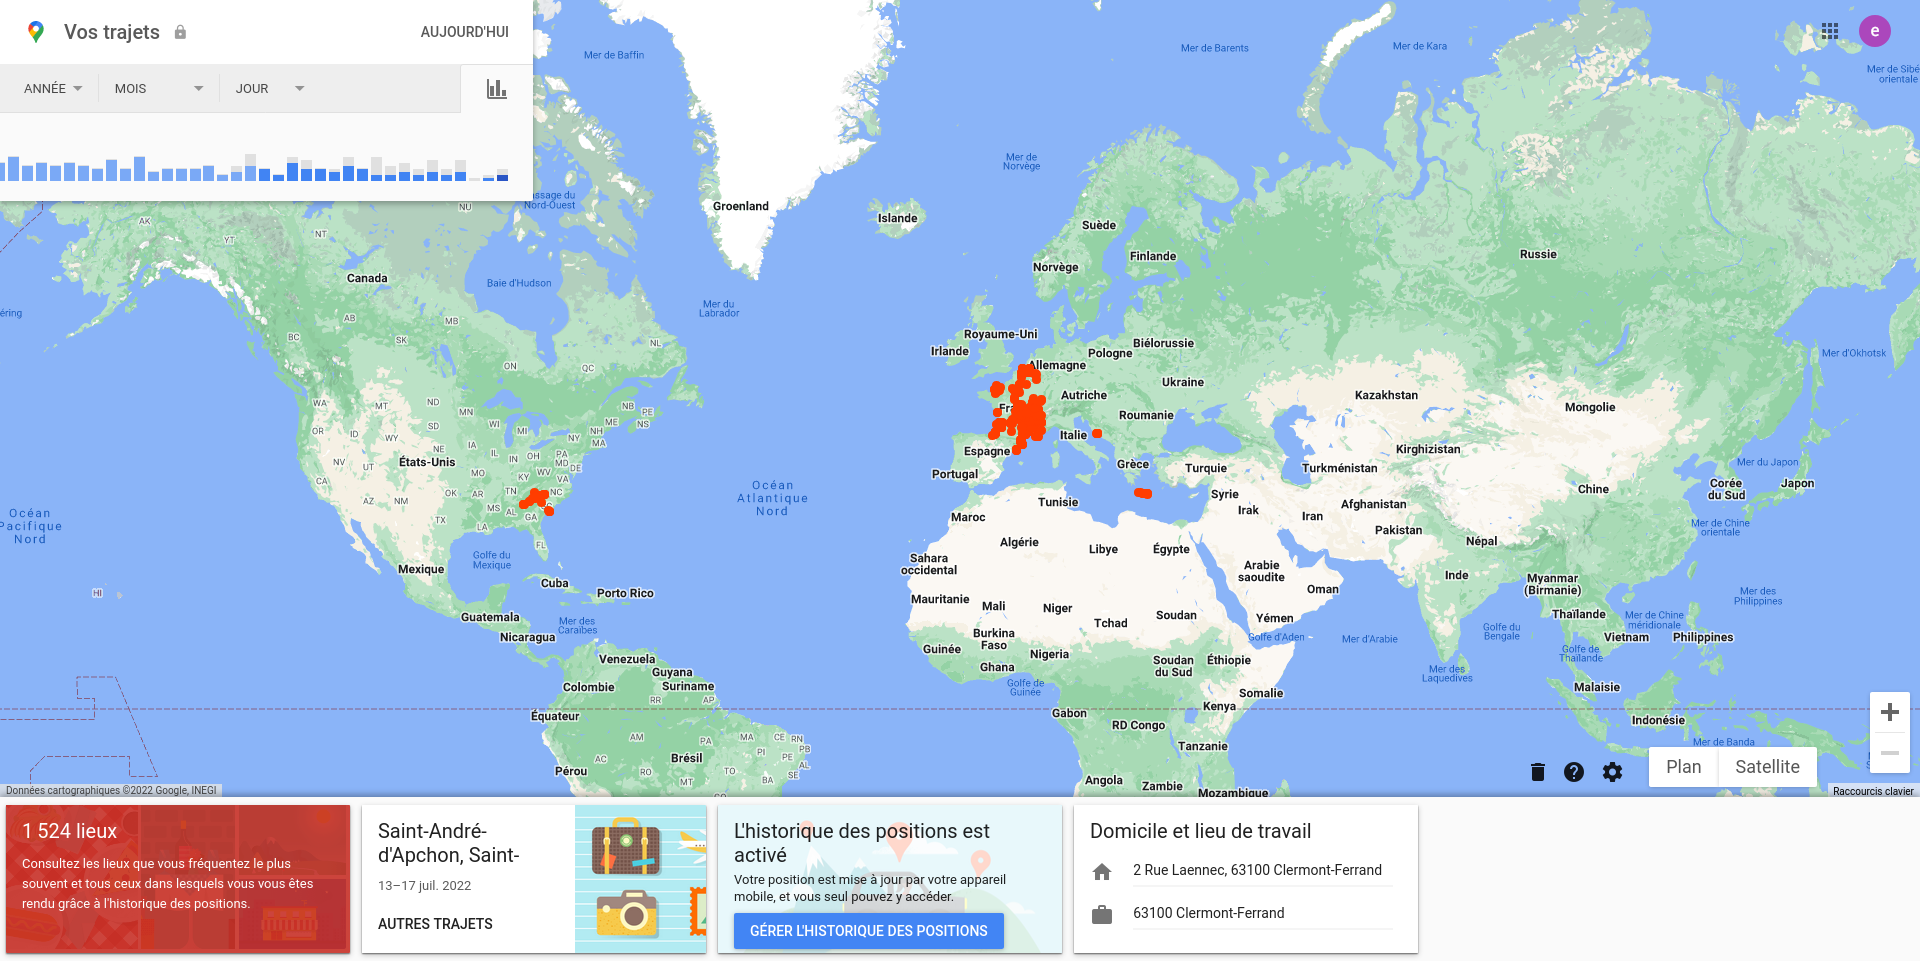 Vos trajets
AUJOURD'HUI
ANNÉE
MOIS
JOUR
e
Mer de Baffin
Mer de Barents
Mer de Kara
Mer de Sibé
orientale
Mer de
Norvège
Groenland
Islande
ssage du
Nord-Ouest
NU
AK
YT
NT
Suède
Finlande
Norvège
Russie
Canada
Baie d'Hudson
Mer du
Labrador
éring
AB
MB
BC
SK
NL
ON
QC
Royaume-Uni
Irlande
Biélorussie
Pologne
Allemagne
Ukraine
Autriche
Roumanie
Fra
Italie
Espagne
Portugal
Grèce
Turquie
Kazakhstan
Mongolie
Mer d'Okhotsk
Kirghizistan
Turkménistan
Mer du Japon
Corée
du Sud
Japon
Chine
WA
MT
ND
MN
NB
PE
NS
OR
ID
SD
WI
MI
WY
NY
NH
MA
IA
NE
NV
UT
États-Unis
IL
IN
OH
PA
MD
DE
CA
MO
KY
WV
VA
AZ
NM
OK
AR
TN
NC
TX
MS
AL
GA
LA
FL
Océan
Atlantique
Nord
Océan
Pacifique
Nord
Golfe du
Mexique
Mexique
Cuba
Porto Rico
HI
Guatemala
Mer des
Caraïbes
Nicaragua
Venezuela
Guyana
Suriname
Colombie
RR
AP
Équateur
AM
PA
MA
CE
RN
PB
PI
PE
AL
AC
RO
MT
TO
BA
SE
Brésil
Pérou
Tunisie
Maroc
Algérie
Libye
Égypte
Syrie
Irak
Iran
Afghanistan
Pakistan
Népal
Mer de Chine
orientale
Sahara
occidental
Arabie
saoudite
Oman
Inde
Myanmar
(Birmanie)
Mer des
Philippines
Mauritanie
Mali
Niger
Tchad
Soudan
Yémen
Thaïlande
Mer de Chine
méridionale
Vietnam
Philippines
Burkina
Faso
Guinée
Ghana
Nigeria
Soudan
du Sud
Éthiopie
Golfe d'Aden
Mer d'Arabie
Golfe du
Bengale
Golfe de
Thaïlande
Mer des
Laquedives
Malaisie
Golfe de
Guinée
Somalie
Kenya
Gabon
RD Congo
Tanzanie
Indonésie
Mer de Banda
Angola
Zambie
Mozambique
Plan
Satellite
Données cartographiques ©2022 Google, INEGI
Raccourcis clavier
1 524 lieux
Consultez les lieux que vous fréquentez le plus
souvent et tous ceux dans lesquels vous vous êtes
rendu grâce à l'historique des positions.
Saint-André-
d'Apchon, Saint-
13–17 juil. 2022
AUTRES TRAJETS
L'historique des positions est
activé
Votre position est mise à jour par votre appareil
mobile, et vous seul pouvez y accéder.
GÉRER L'HISTORIQUE DES POSITIONS
Domicile et lieu de travail
2 Rue Laennec, 63100 Clermont-Ferrand
63100 Clermont-Ferrand